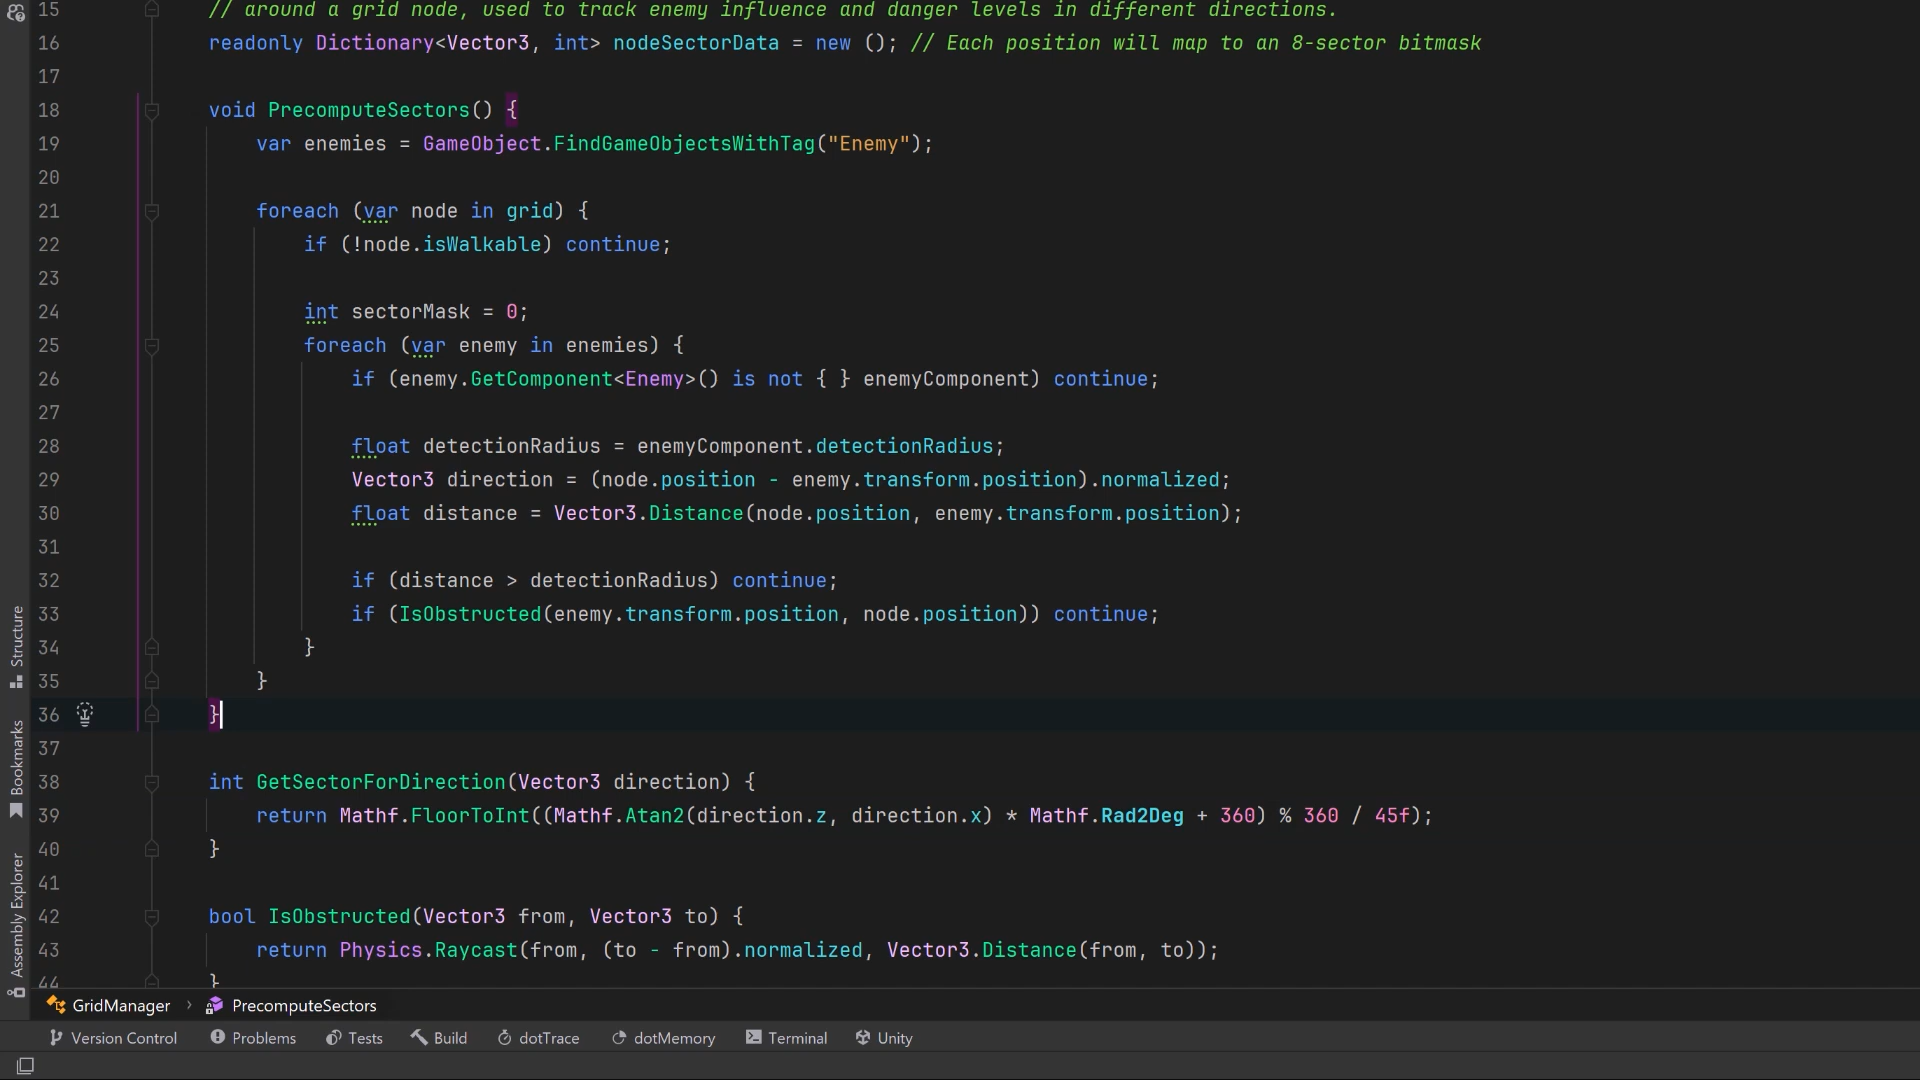 15 // around a grid node, used to track enemy influence and danger levels in different directions.
16 readonly Dictionary<Vector3, int> nodeSectorData = new (); // Each position will map to an 8-sector bitmask
17
18 void PrecomputeSectors() {
19 var enemies = GameObject.FindGameObjectsWithTag("Enemy");
20
21 foreach (var node in grid) {
22 if (!node.isWalkable) continue;
23
24 int sectorMask = 0;
25 foreach (var enemy in enemies) {
26 if (enemy.GetComponent<Enemy>() is not { } enemyComponent) continue;
27
28 float detectionRadius = enemyComponent.detectionRadius;
29 Vector3 direction = (node.position - enemy.transform.position).normalized;
30 float distance = Vector3.Distance(node.position, enemy.transform.position);
31
32 if (distance > detectionRadius) continue;
33 if (IsObstructed(enemy.transform.position, node.position)) continue;
34 }
35 }
36 }
37
38 int GetSectorForDirection(Vector3 direction) {
39 return Mathf.FloorToInt((Mathf.Atan2(direction.z, direction.x) * Mathf.Rad2Deg + 360) % 360 / 45f);
40 }
41
42 bool IsObstructed(Vector3 from, Vector3 to) {
43 return Physics.Raycast(from, (to - from).normalized, Vector3.Distance(from, to));
44 }
Structure
Bookmarks
Assembly Explorer
GridManager > PrecomputeSectors
Version Control Problems Tests Build dotTrace dotMemory Terminal Unity